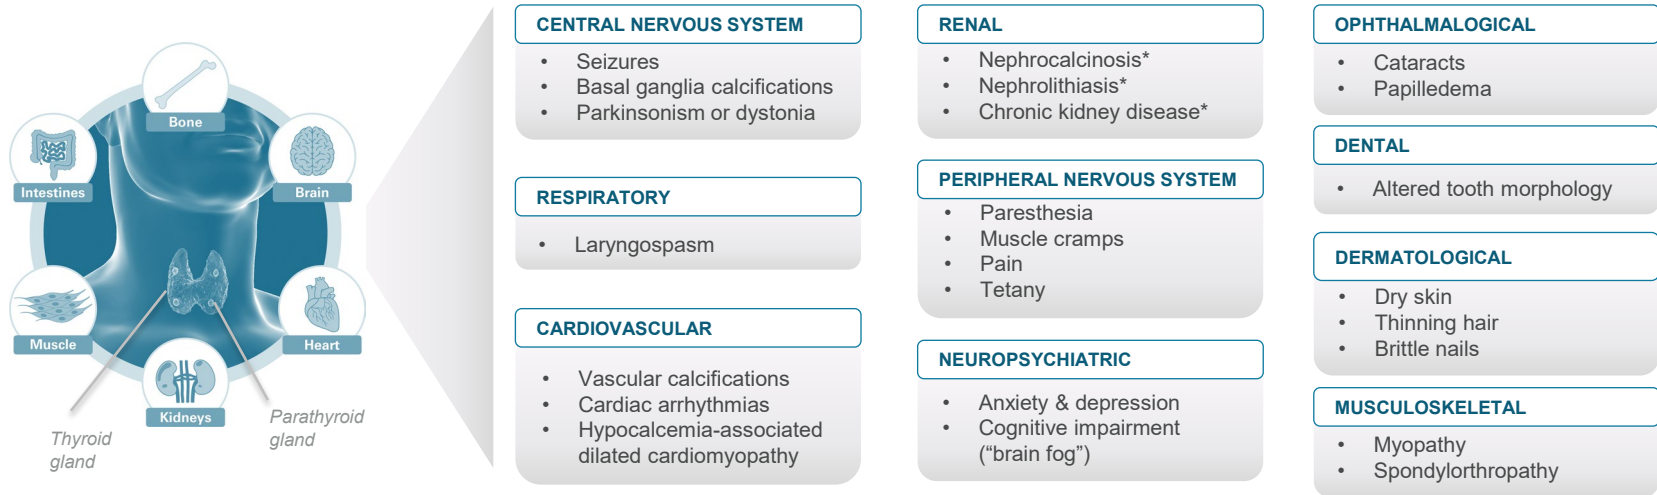 Bone
Intestines
Brain
Muscle
Heart
Kidneys
Thyroid
gland
Parathyroid
gland
CENTRAL NERVOUS SYSTEM
• Seizures
• Basal ganglia calcifications
• Parkinsonism or dystonia
RESPIRATORY
• Laryngospasm
CARDIOVASCULAR
• Vascular calcifications
• Cardiac arrhythmias
• Hypocalcemia-associated
dilated cardiomyopathy
RENAL
• Nephrocalcinosis*
• Nephrolithiasis*
• Chronic kidney disease*
PERIPHERAL NERVOUS SYSTEM
• Paresthesia
• Muscle cramps
• Pain
• Tetany
NEUROPSYCHIATRIC
• Anxiety & depression
• Cognitive impairment
(“brain fog”)
OPHTHALMALOGICAL
• Cataracts
• Papilledema
DENTAL
• Altered tooth morphology
DERMATOLOGICAL
• Dry skin
• Thinning hair
• Brittle nails
MUSCULOSKELETAL
• Myopathy
• Spondylorthropathy